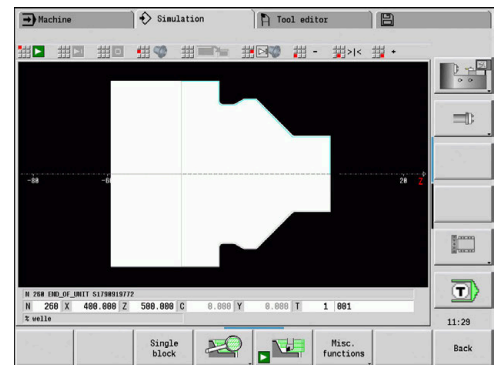 Machine Simulation Tool editor
- >|< +
-80 -60 20 Z
N 260 END_OF_UNIT S1790919772
N 260 X 400.000 Z 500.000 C 0.000 Y 0.000 T 1 001
% welle
T
11:29
Single block Misc. functions Back